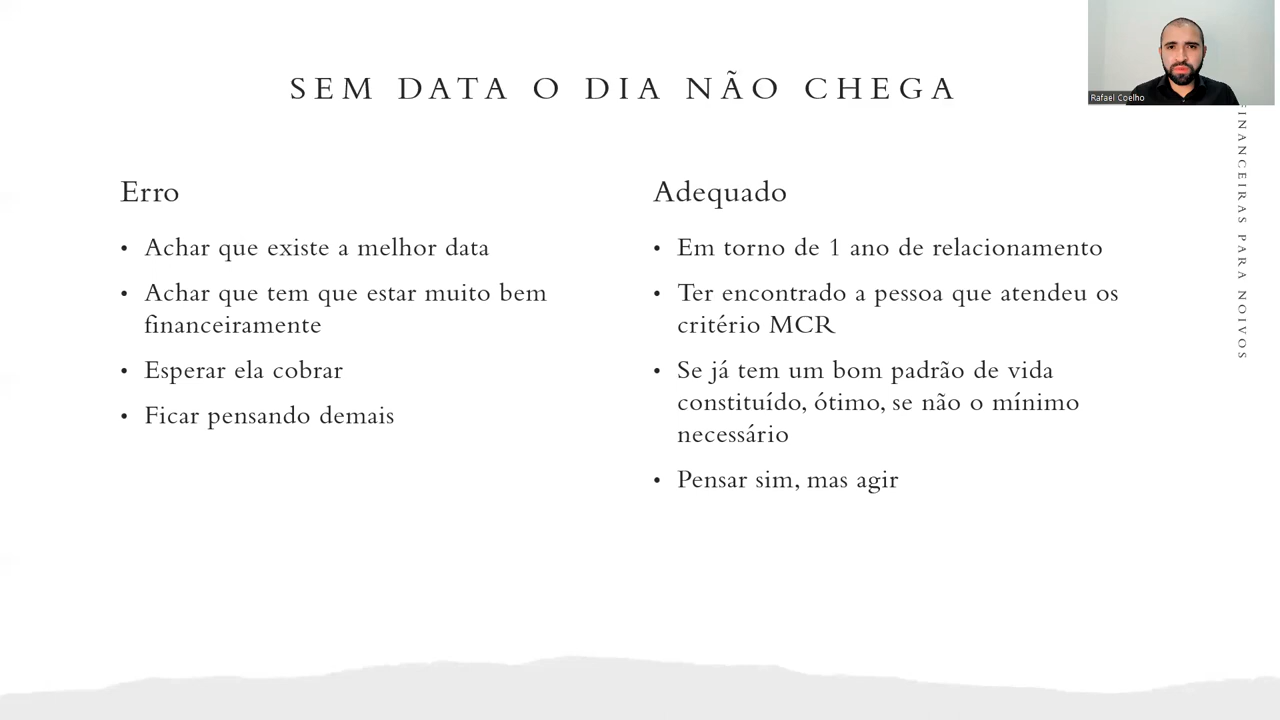 SEM DATA O DIA NÃO CHEGA
Erro
• Achar que existe a melhor data
• Achar que tem que estar muito bem
financeiramente
• Esperar ela cobrar
• Ficar pensando demais
Adequado
• Em torno de 1 ano de relacionamento
• Ter encontrado a pessoa que atendeu os
critério MCR
• Se já tem um bom padrão de vida
constituído, ótimo, se não o mínimo
necessário
• Pensar sim, mas agir
Rafael Coelho
FINANCEIRAS PARA NOIVOS